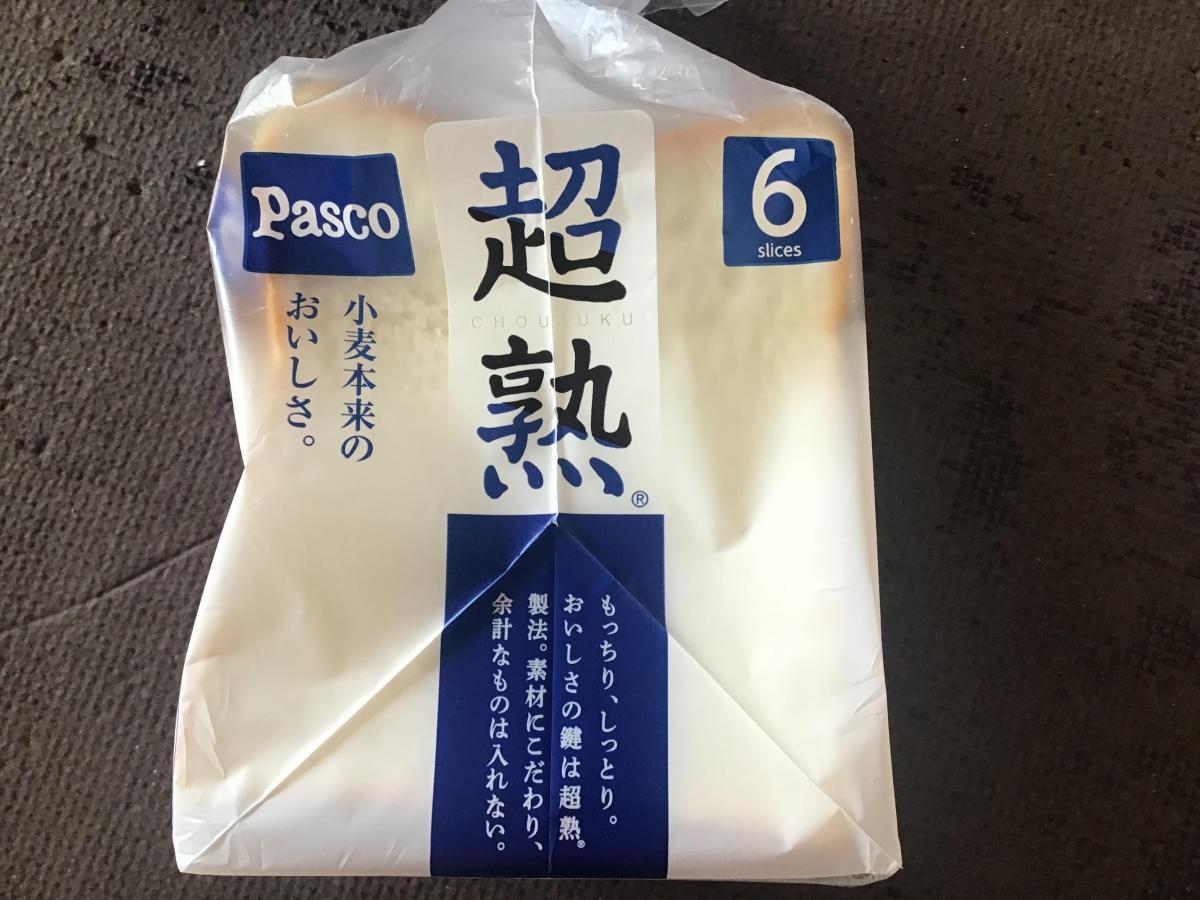 Pasco
小麦本来の
おいしさ。
超熟
CHOUJUKU
®
6
slices
もっちり、しっとり。
おいしさの鍵は超熟®
製法。素材にこだわり、
余計なものは入れない。